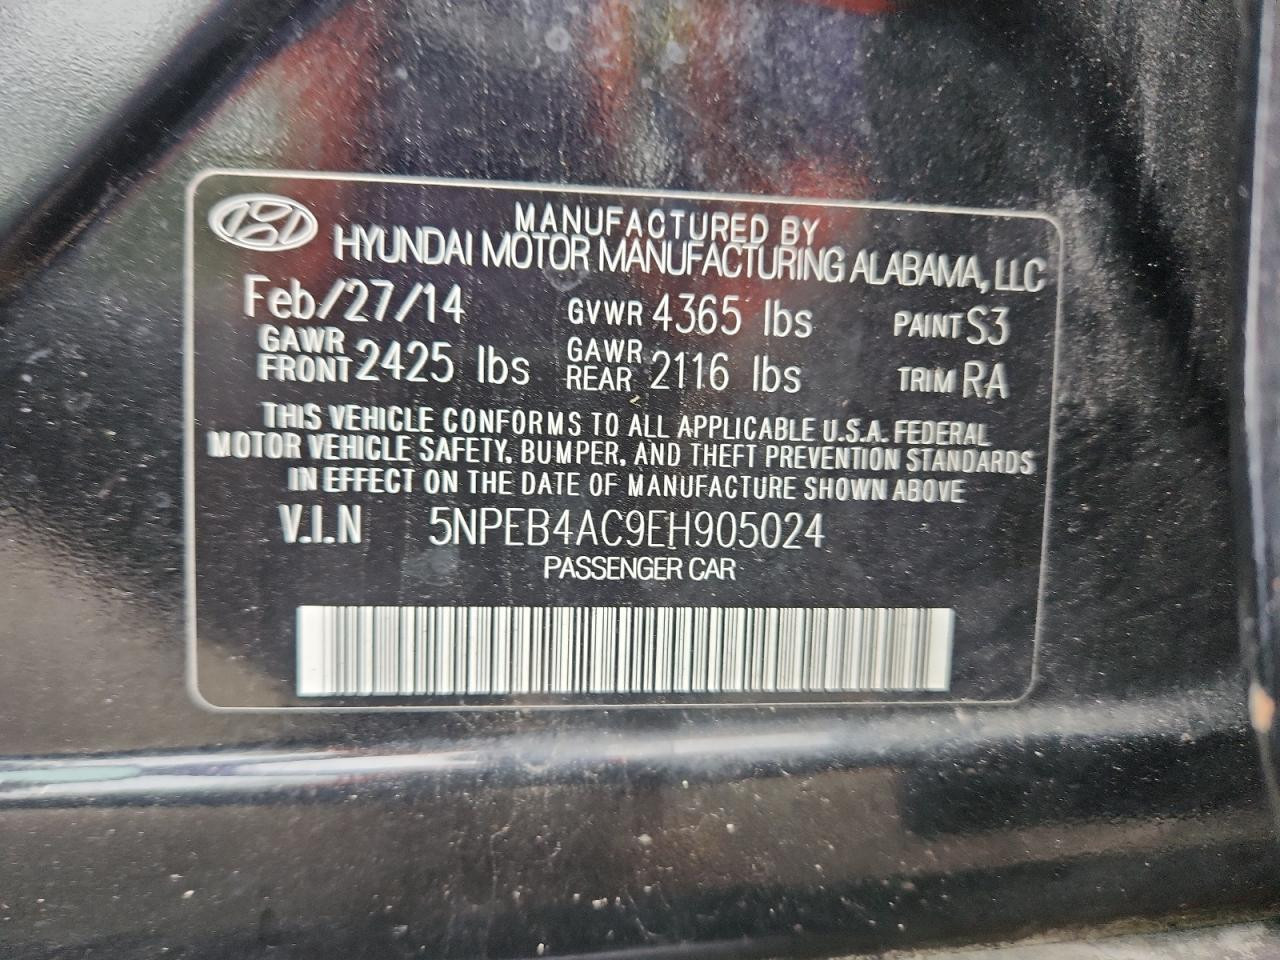 MANUFACTURED BY
HYUNDAI MOTOR MANUFACTURING ALABAMA, LLC
Feb/27/14 GVWR 4365 lbs PAINT S3
GAWR FRONT 2425 lbs GAWR REAR 2116 lbs TRIM RA
THIS VEHICLE CONFORMS TO ALL APPLICABLE U.S.A. FEDERAL
MOTOR VEHICLE SAFETY, BUMPER, AND THEFT PREVENTION STANDARDS
IN EFFECT ON THE DATE OF MANUFACTURE SHOWN ABOVE
V.I.N 5NPEB4AC9EH905024
PASSENGER CAR